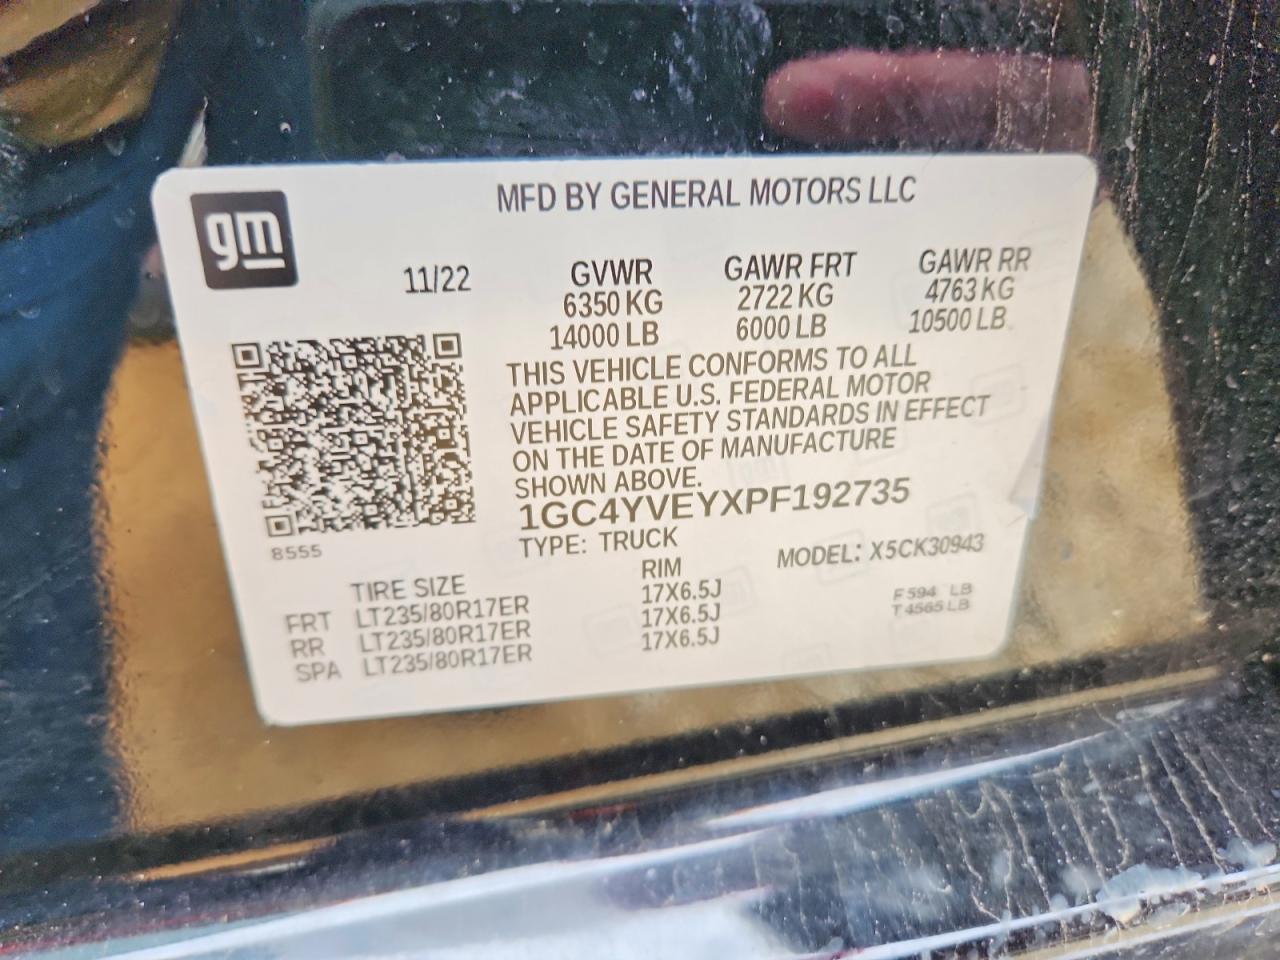 gm
MFD BY GENERAL MOTORS LLC
11/22
GVWR GAWR FRT GAWR RR
6350 KG 2722 KG 4763 KG
14000 LB 6000 LB 10500 LB
THIS VEHICLE CONFORMS TO ALL
APPLICABLE U.S. FEDERAL MOTOR
VEHICLE SAFETY STANDARDS IN EFFECT
ON THE DATE OF MANUFACTURE
SHOWN ABOVE.
1GC4YVEYXPF192735
8555
TYPE: TRUCK MODEL: X5CK30943
TIRE SIZE RIM
FRT LT235/80R17ER 17X6.5J
RR LT235/80R17ER 17X6.5J
SPA LT235/80R17ER 17X6.5J
F LB
T 4565 LB